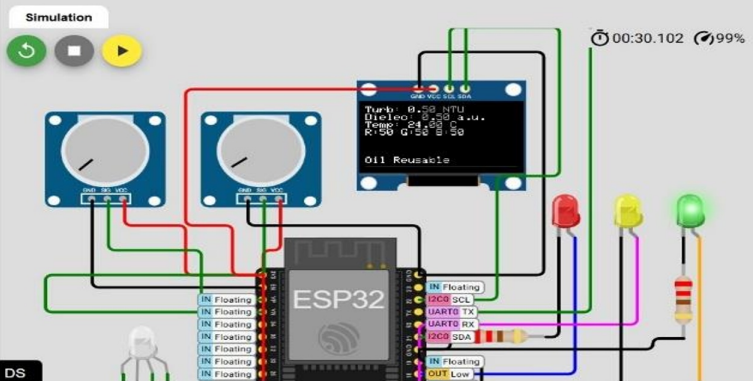 Simulation
00:30.102 99%
GND VCC SCL SDA
Turb: 0.50 NTU
Dielec: 0.50 a.u.
Temp: 24.00 C
R:50 G:50 B:50
Oil Reusable
GND SIG VCC
GND SIG VCC
ESP32
IN Floating
IN Floating
IN Floating
IN Floating
IN Floating
IN Floating
IN Floating
IN Floating
I2C0 SCL
UART0 TX
UART0 RX
I2C0 SDA
IN Floating
OUT Low
DS